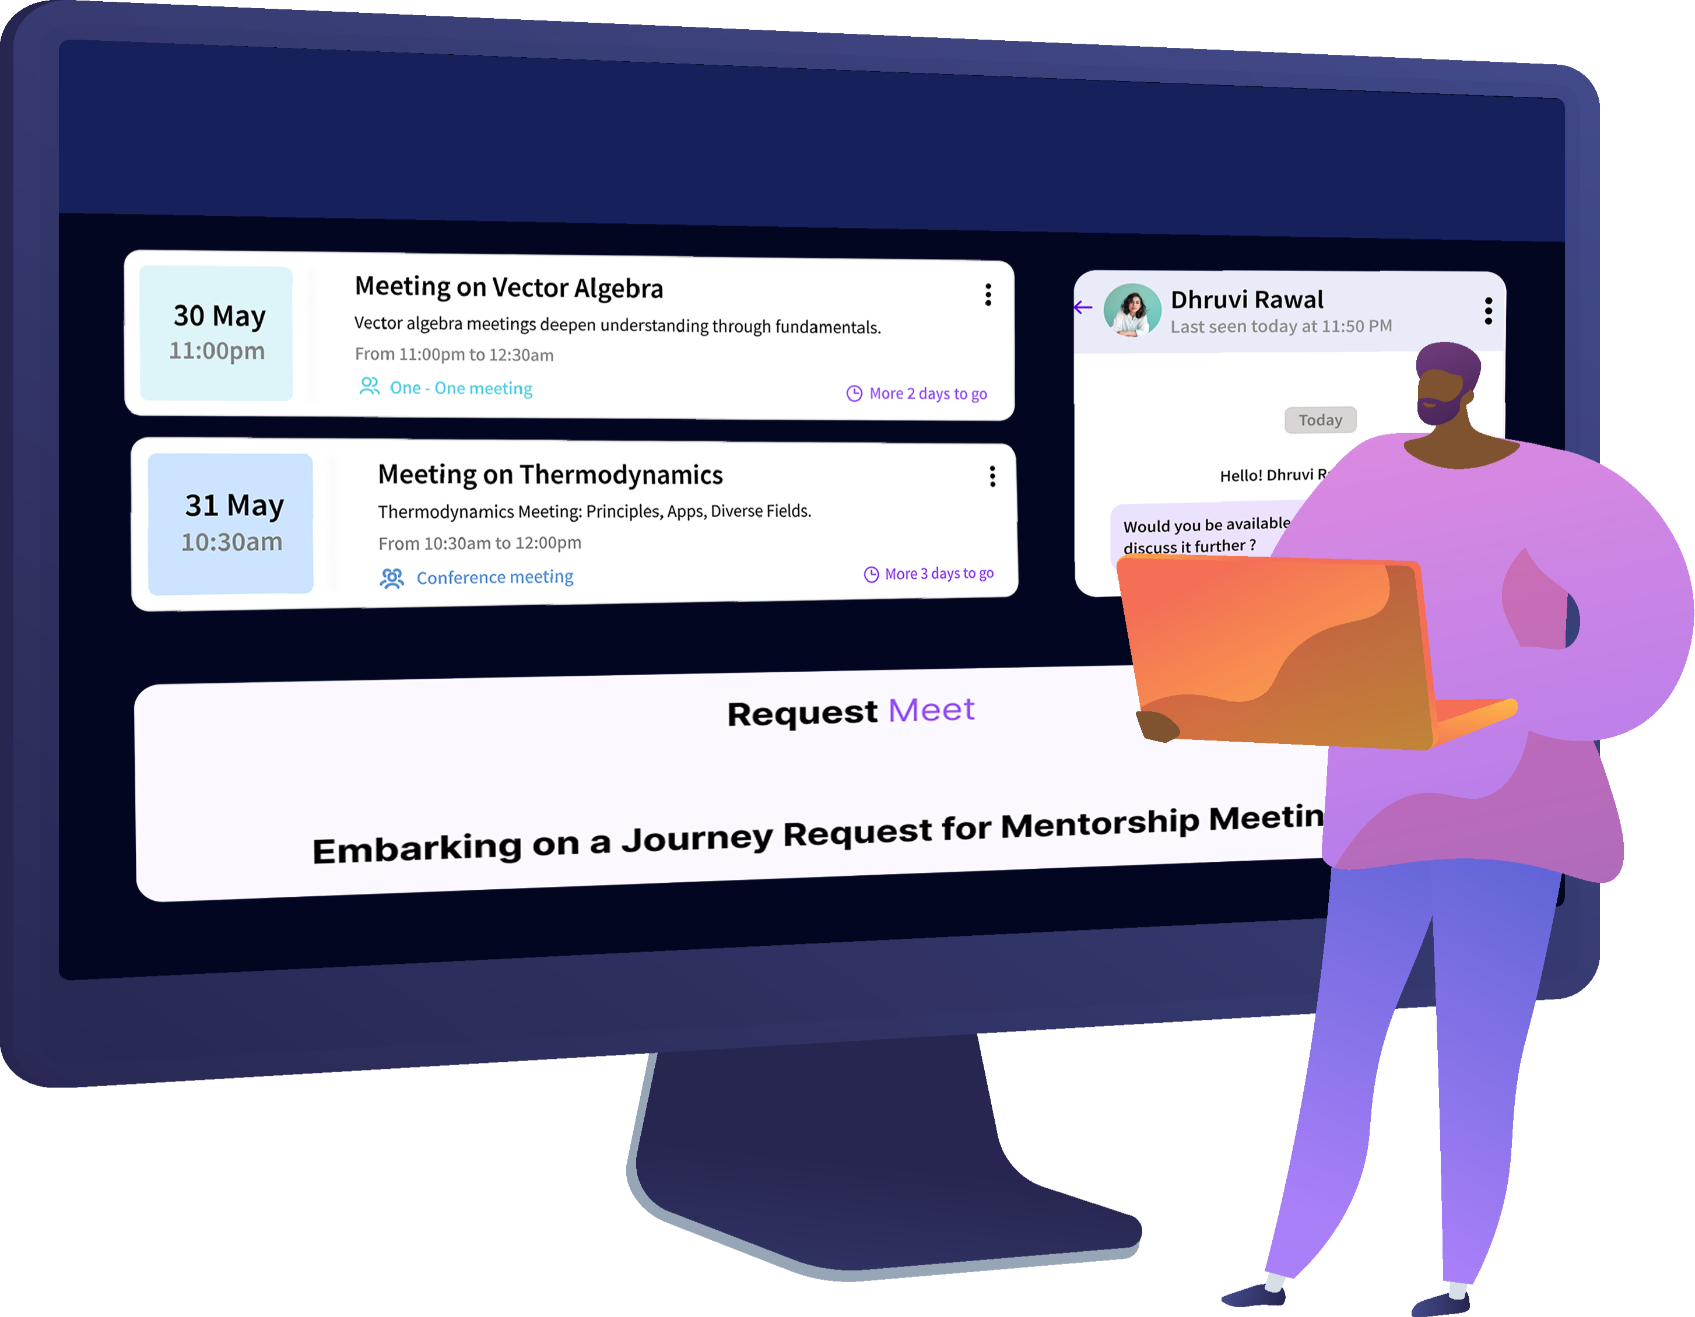 30 May
11:00pm
Meeting on Vector Algebra
Vector algebra meetings deepen understanding through fundamentals.
From 11:00pm to 12:30am
One - One meeting
More 2 days to go
31 May
10:30am
Meeting on Thermodynamics
Thermodynamics Meeting: Principles, Apps, Diverse Fields.
From 10:30am to 12:00pm
Conference meeting
More 3 days to go
Dhruvi Rawal
Last seen today at 11:50 PM
Today
Hello! Dhruvi
Would you be available
discuss it further ?
Request Meet
Embarking on a Journey Request for Mentorship